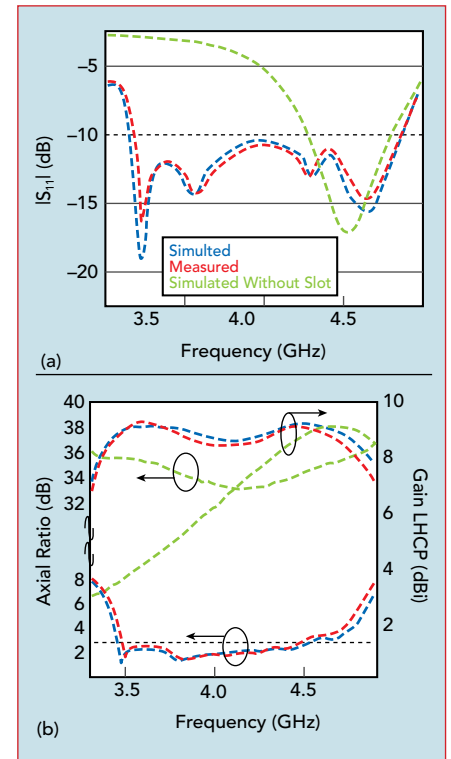 −5
−10
−15
−20
|S11| (dB)
Simulted
Measured
Simulated Without Slot
3.5 4.0 4.5
Frequency (GHz)
(a)
40
38
36
34
32
8
6
4
2
Axial Ratio (dB)
10
8
6
4
2
Gain LHCP (dBi)
3.5 4.0 4.5
Frequency (GHz)
(b)